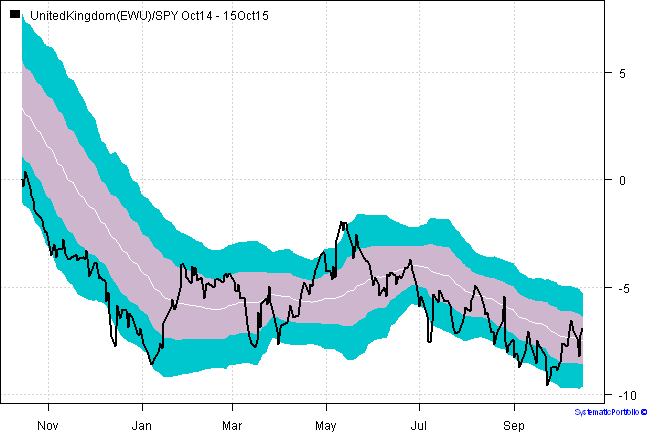 UnitedKingdom(EWU)/SPY Oct14 - 15Oct15
5
0
-5
-10
Nov Jan Mar May Jul Sep
SystematicPortfolio ©